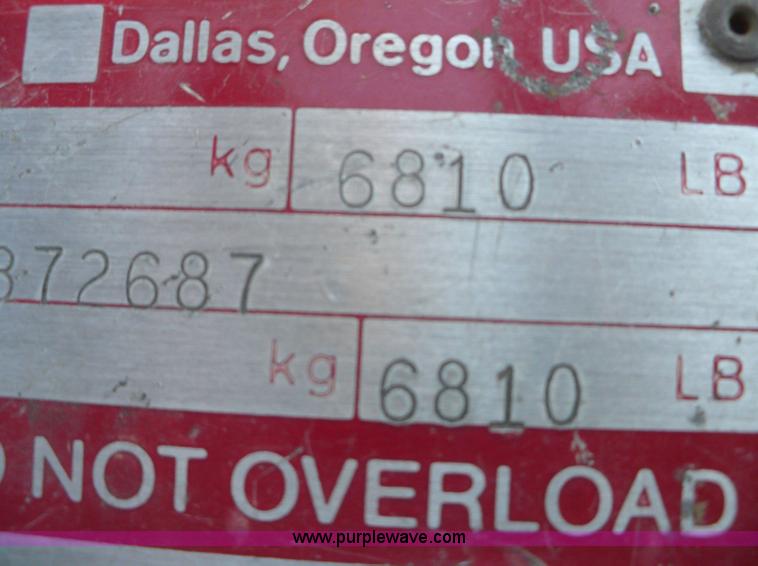 Dallas, Oregon USA
kg 6810 LB
372687
kg 6810 LB
NOT OVERLOAD
www.purplewave.com